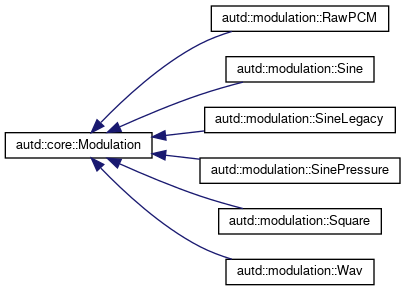 autd::modulation::RawPCM
autd::modulation::Sine
autd::modulation::SineLegacy
autd::core::Modulation
autd::modulation::SinePressure
autd::modulation::Square
autd::modulation::Wav